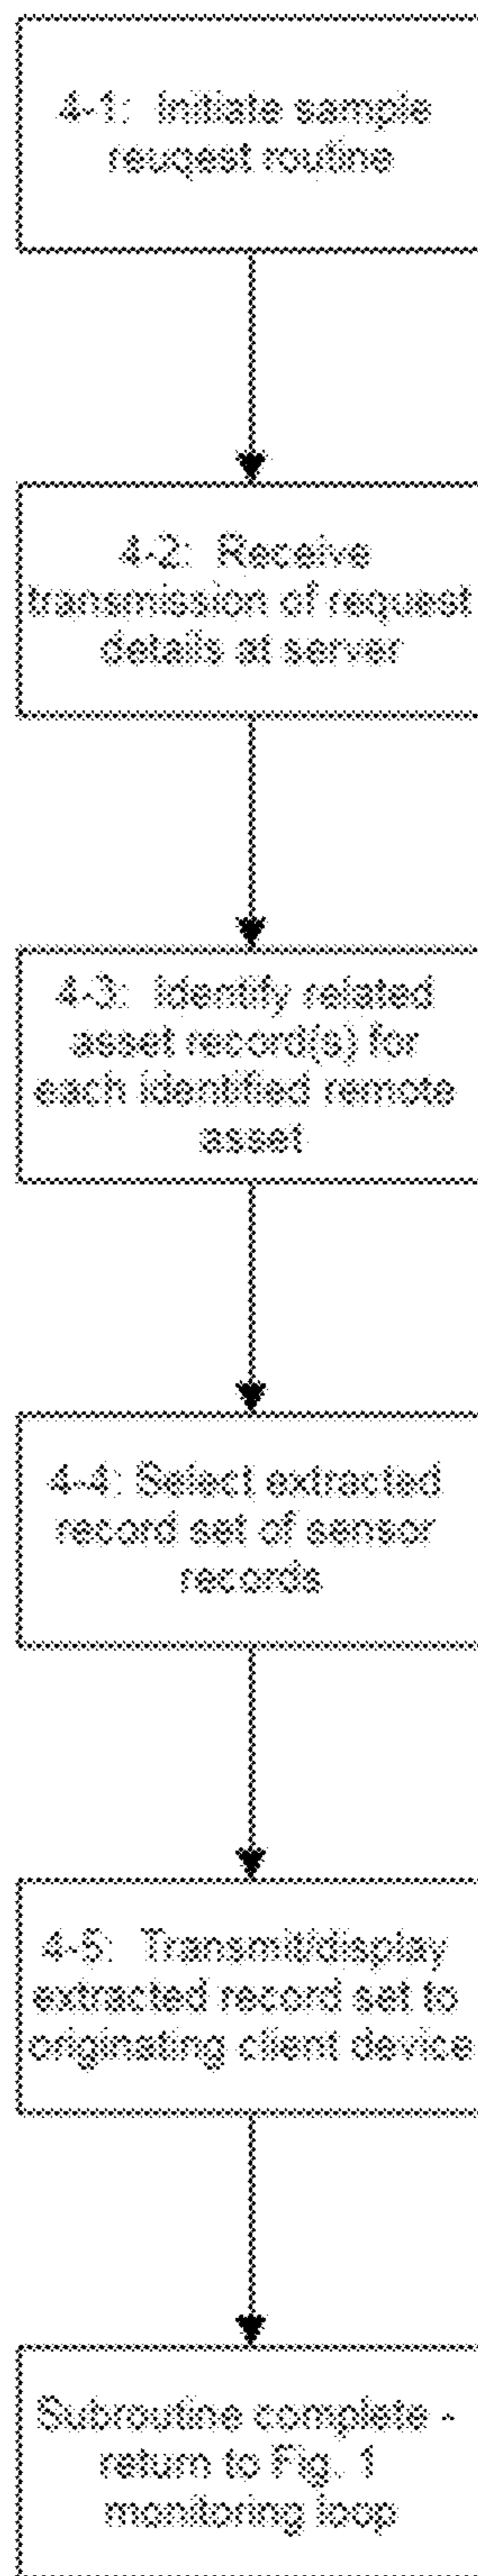 4-1: Initiate sample
reuqest routine
4-2: Receive
transmission of request
details at server
4-3: Identify related
asset record(s) for
each identified remote
asset
4-4: Select extracted
record set of sensor
records
4-5: Transmit/display
extracted record set to
originating client device
Subroutine complete -
return to Fig. 1
monitoring loop